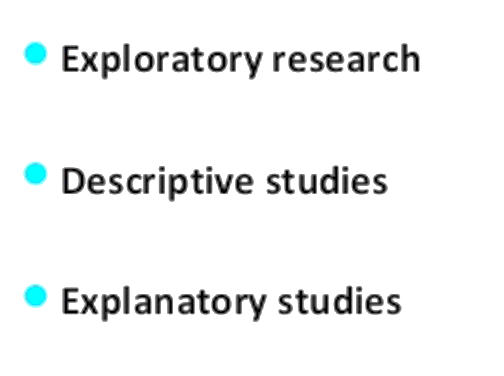 Exploratory research
Descriptive studies
Explanatory studies